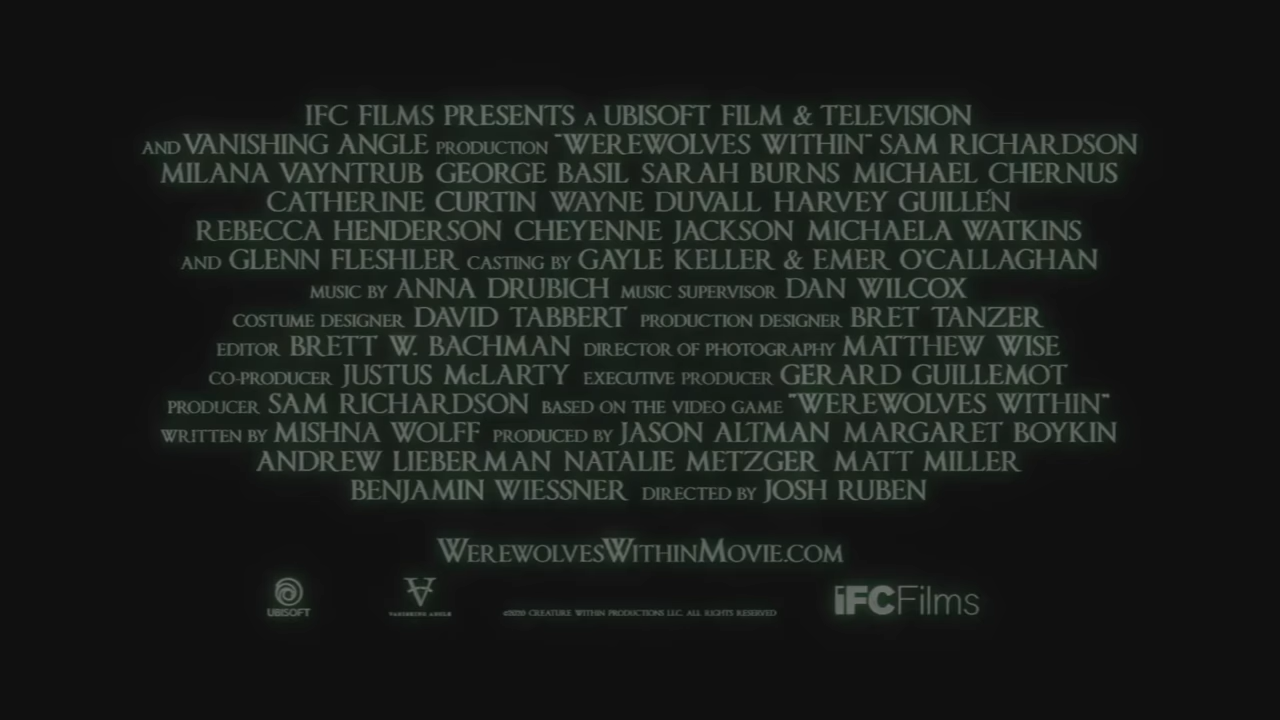 IFC FILMS PRESENTS A UBISOFT FILM & TELEVISION
AND VANISHING ANGLE PRODUCTION "WEREWOLVES WITHIN" SAM RICHARDSON
MILANA VAYNTRUB GEORGE BASIL SARAH BURNS MICHAEL CHERNUS
CATHERINE CURTIN WAYNE DUVALL HARVEY GUILLÉN
REBECCA HENDERSON CHEYENNE JACKSON MICHAELA WATKINS
AND GLENN FLESHLER CASTING BY GAYLE KELLER & EMER O'CALLAGHAN
MUSIC BY ANNA DRUBICH MUSIC SUPERVISOR DAN WILCOX
COSTUME DESIGNER DAVID TABBERT PRODUCTION DESIGNER BRET TANZER
EDITOR BRETT W. BACHMAN DIRECTOR OF PHOTOGRAPHY MATTHEW WISE
CO-PRODUCER JUSTUS McLARTY EXECUTIVE PRODUCER GERARD GUILLEMOT
PRODUCER SAM RICHARDSON BASED ON THE VIDEO GAME "WEREWOLVES WITHIN"
WRITTEN BY MISHNA WOLFF PRODUCED BY JASON ALTMAN MARGARET BOYKIN
ANDREW LIEBERMAN NATALIE METZGER MATT MILLER
BENJAMIN WIESSNER DIRECTED BY JOSH RUBEN
WEREWOLVESWITHINMOVIE.COM
UBISOFT
VANISHING ANGLE
©2020 CREATURE WITHIN PRODUCTIONS LLC. ALL RIGHTS RESERVED
IFC Films